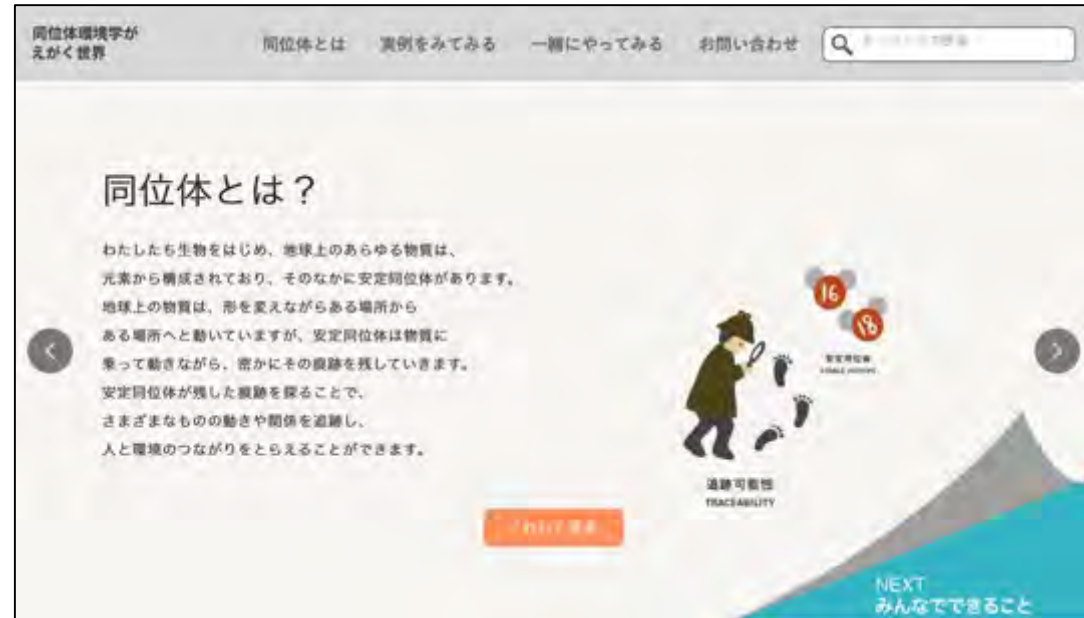 同位体環境学が
えがく世界
同位体とは
実例をみてみる
一緒にやってみる
お問い合わせ
同位体とは？
わたしたち生物をはじめ、地球上のあらゆる物質は、
元素から構成されており、そのなかに安定同位体があります。
地球上の物質は、形を変えながらある場所から
ある場所へと動いていますが、安定同位体は物質に
乗って動きながら、密かにその痕跡を残していきます。
安定同位体が残した痕跡を探ることで、
さまざまなものの動きや関係を追跡し、
人と環境のつながりをとらえることができます。
16
18
安定同位体
追跡可能性
TRACEABILITY
NEXT
みんなでできること